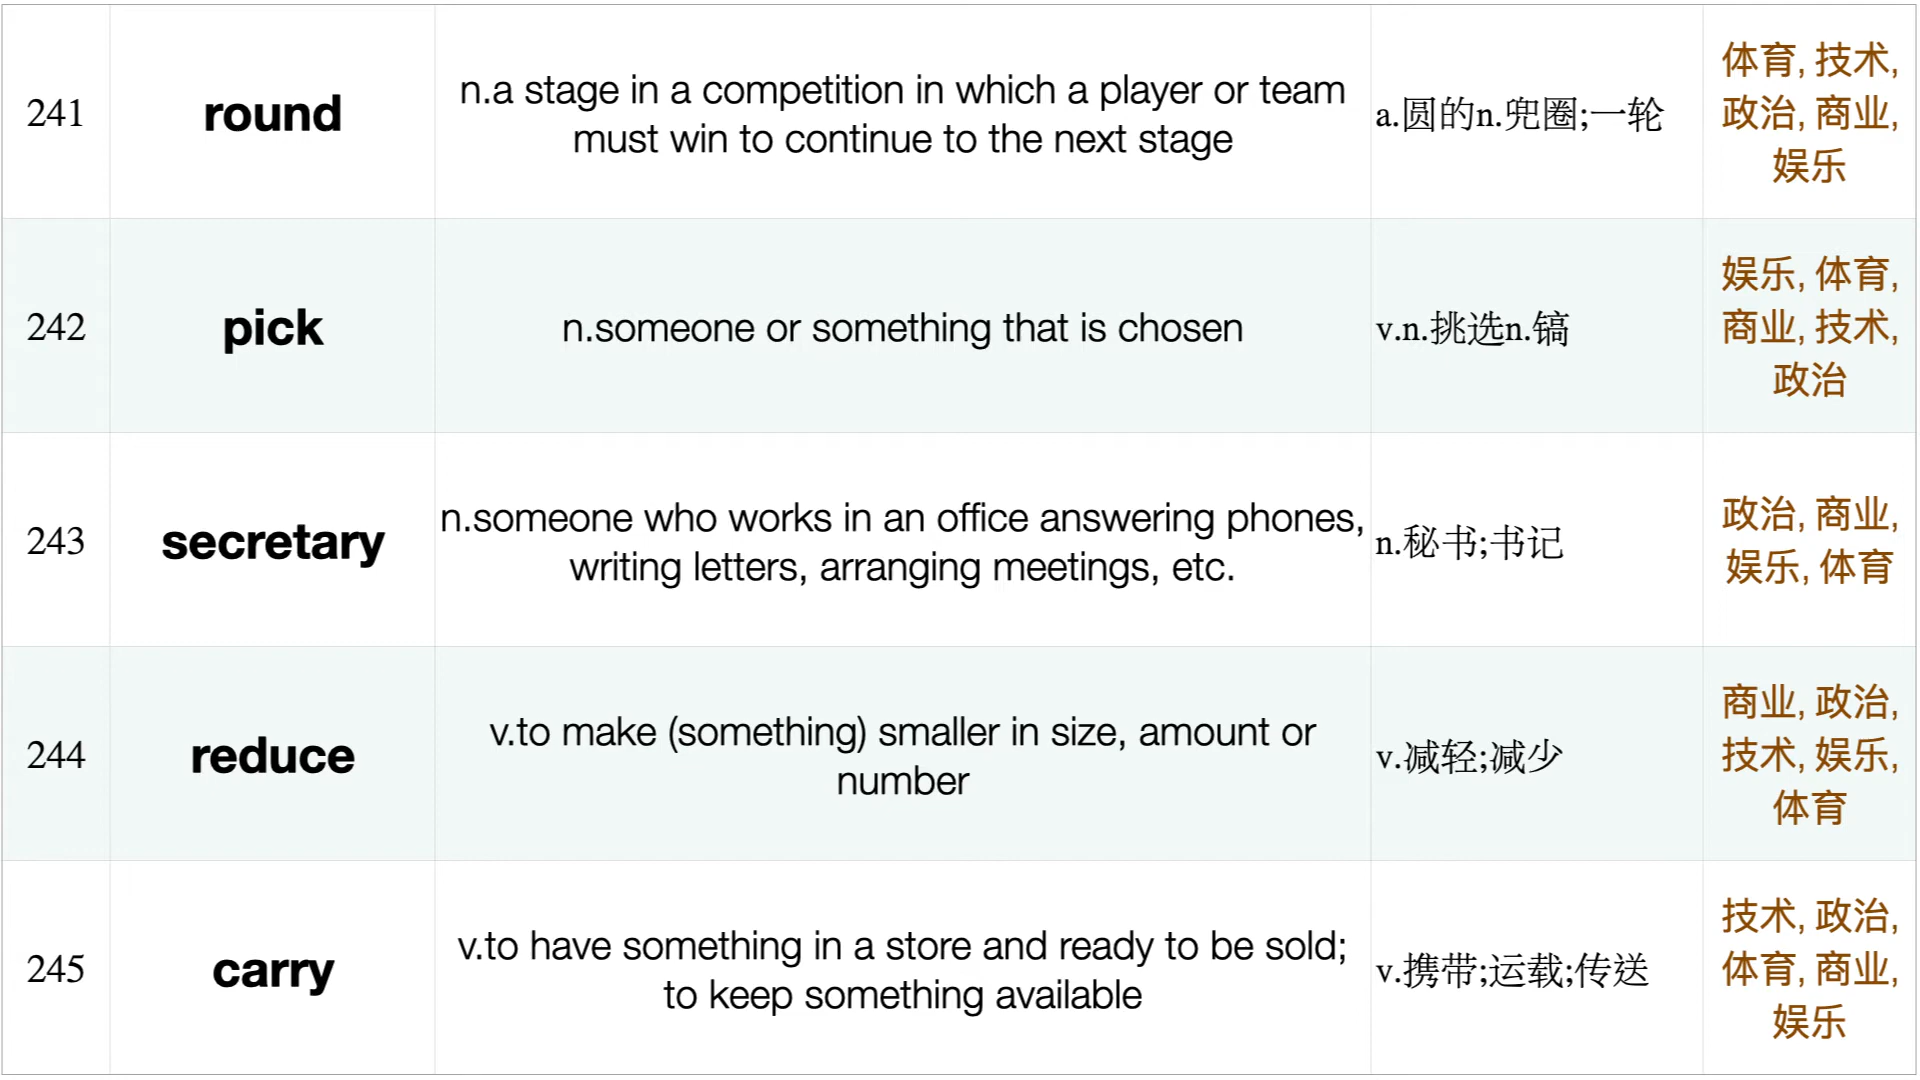 241
round
n.a stage in a competition in which a player or team
must win to continue to the next stage
a.圆的n.兜圈;一轮
体育, 技术,
政治, 商业,
娱乐
242
pick
n.someone or something that is chosen
v.n.挑选n.镐
娱乐, 体育,
商业, 技术,
政治
243
secretary
n.someone who works in an office answering phones,
writing letters, arranging meetings, etc.
n.秘书;书记
政治, 商业,
娱乐, 体育
244
reduce
v.to make (something) smaller in size, amount or
number
v.减轻;减少
商业, 政治,
技术, 娱乐,
体育
245
carry
v.to have something in a store and ready to be sold;
to keep something available
v.携带;运载;传送
技术, 政治,
体育, 商业,
娱乐